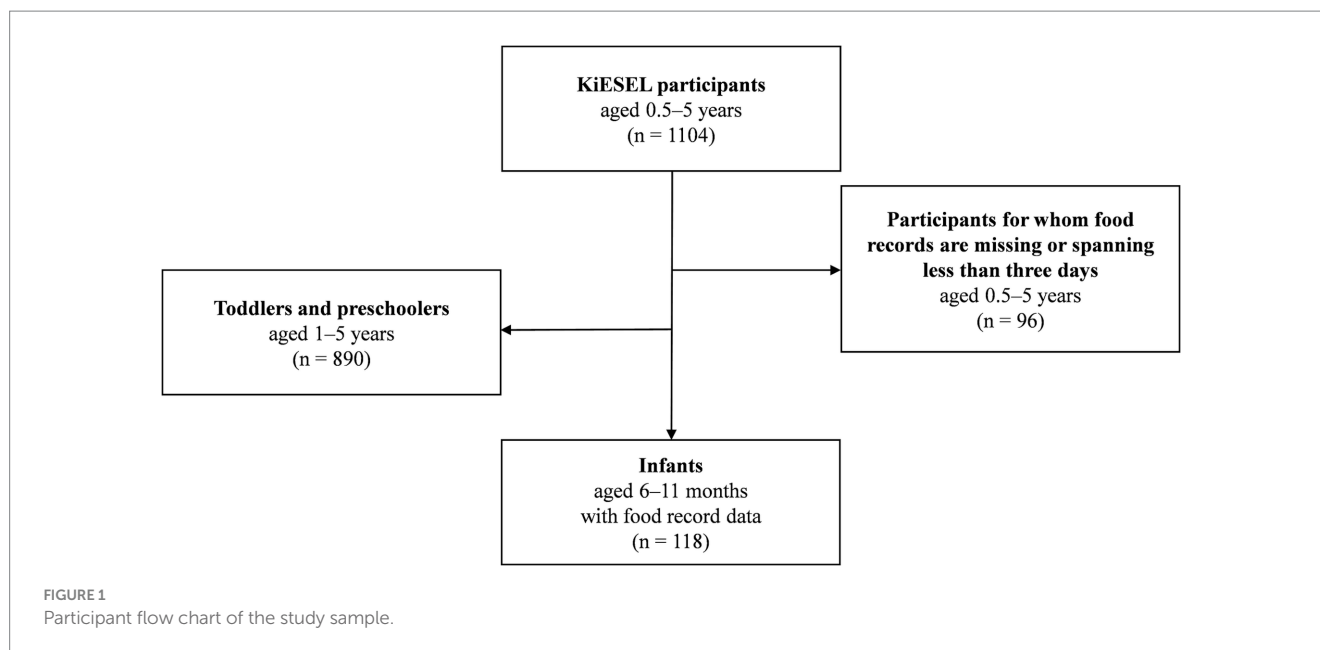 KiESEL participants
aged 0.5–5 years
(n = 1104)
Participants for whom food
records are missing or spanning
less than three days
aged 0.5–5 years
(n = 96)
Toddlers and preschoolers
aged 1–5 years
(n = 890)
Infants
aged 6–11 months
with food record data
(n = 118)
FIGURE 1
Participant flow chart of the study sample.